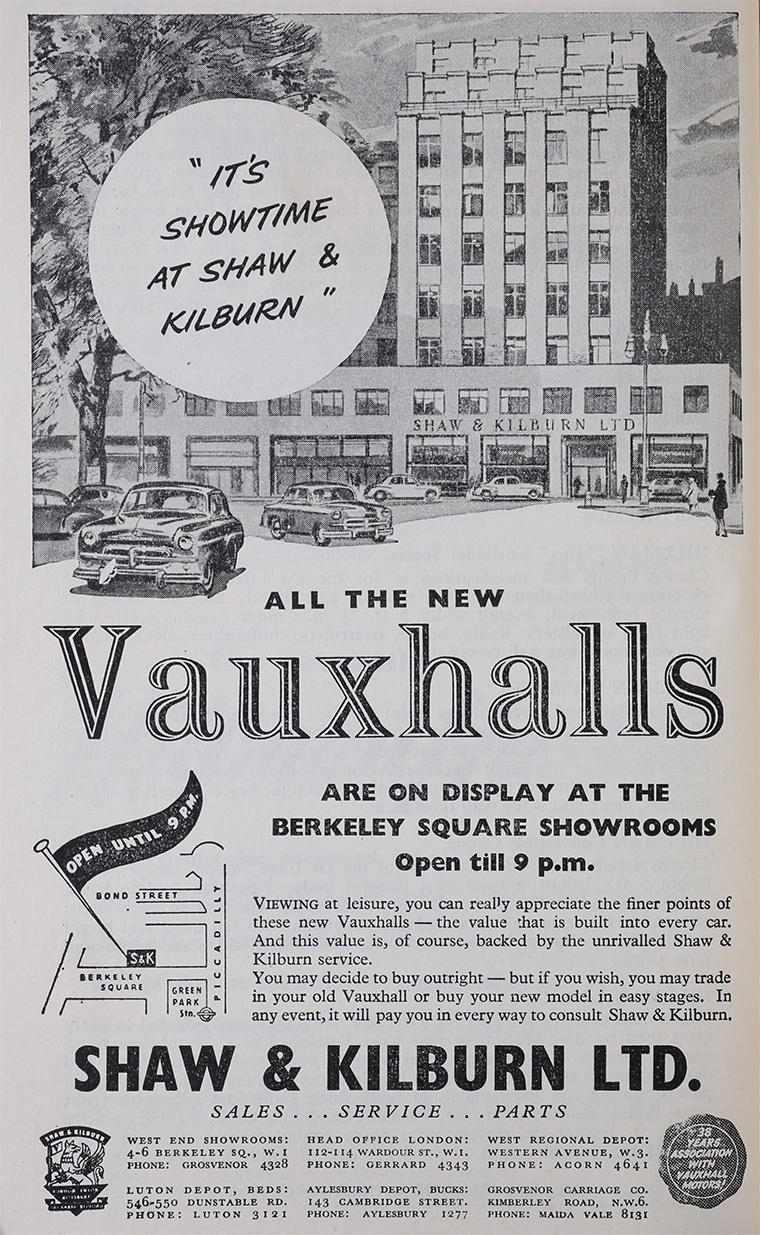 " IT'S
SHOWTIME
AT SHAW &
KILBURN "
SHAW & KILBURN LTD
ALL THE NEW
Vauxhalls
ARE ON DISPLAY AT THE
BERKELEY SQUARE SHOWROOMS
Open till 9 p.m.
OPEN UNTIL 9 P.M.
BOND STREET
PICCADILLY
S&K
BERKELEY
SQUARE
GREEN
PARK
Stn.
VIEWING at leisure, you can really appreciate the finer points of
these new Vauxhalls — the value that is built into every car.
And this value is, of course, backed by the unrivalled Shaw &
Kilburn service.
You may decide to buy outright — but if you wish, you may trade
in your old Vauxhall or buy your new model in easy stages. In
any event, it will pay you in every way to consult Shaw & Kilburn.
SHAW & KILBURN LTD.
SALES . . . SERVICE . . . PARTS
SHAW & KILBURN
WEST END SHOWROOMS:
4-6 BERKELEY SQ., W.1
PHONE: GROSVENOR 4328
HEAD OFFICE LONDON:
112-114 WARDOUR ST., W.1.
PHONE: GERRARD 4343
WEST REGIONAL DEPOT:
WESTERN AVENUE, W.3.
PHONE: ACORN 4641
LUTON DEPOT, BEDS:
546-550 DUNSTABLE RD.
PHONE: LUTON 3121
AYLESBURY DEPOT, BUCKS:
143 CAMBRIDGE STREET.
PHONE: AYLESBURY 1277
GROSVENOR CARRIAGE CO.
KIMBERLEY ROAD, N.W.6.
PHONE: MAIDA VALE 8131
38
YEARS
ASSOCIATION
WITH
VAUXHALL
MOTORS!